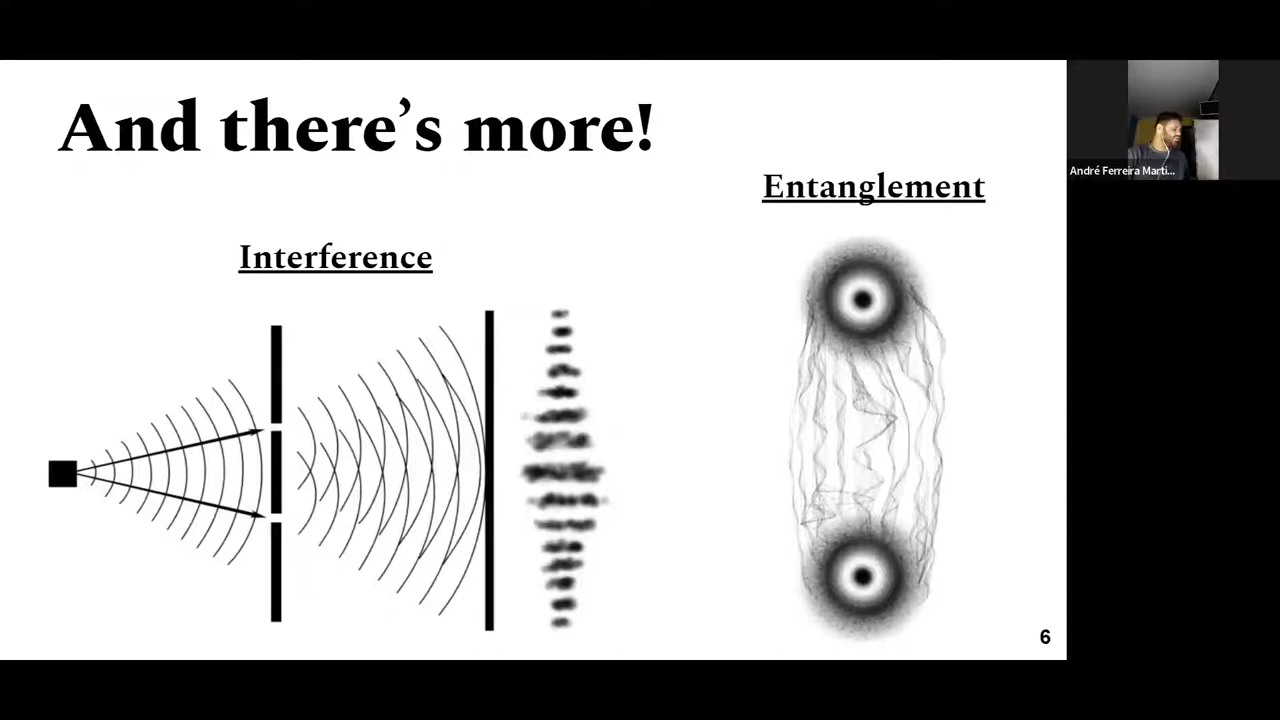 And there's more!
Entanglement
Interference
André Ferreira Marti...
6